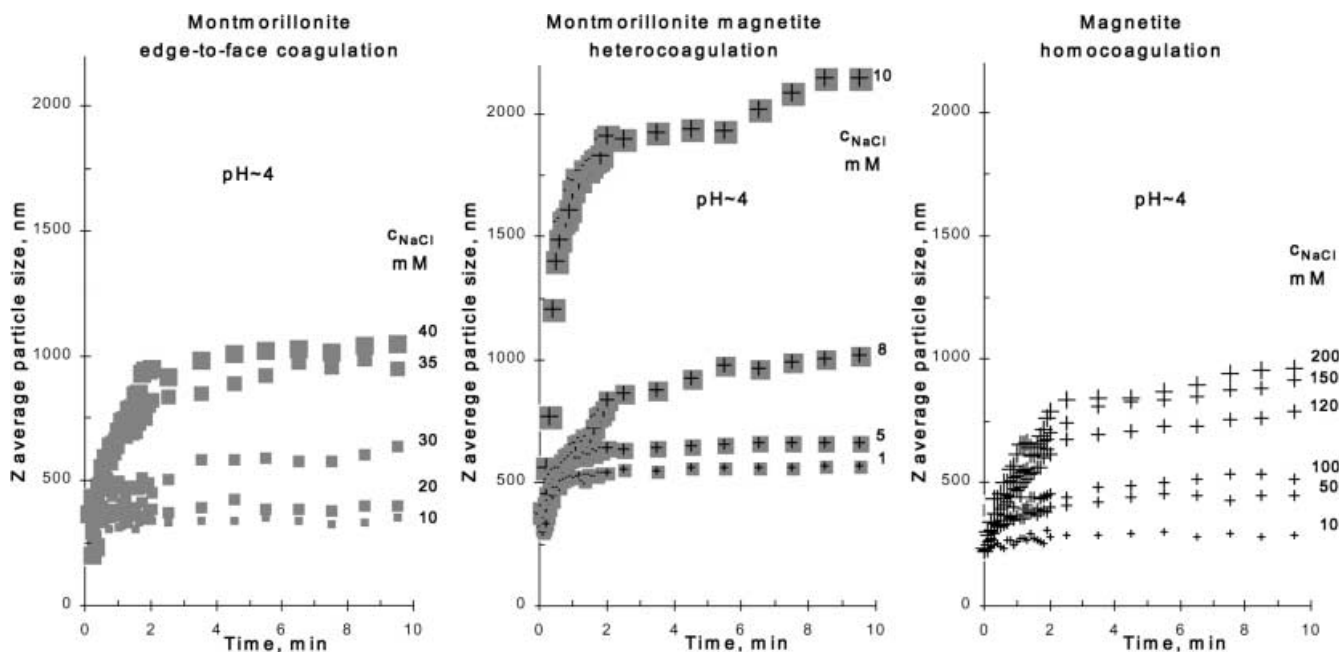 Montmorillonite
edge-to-face coagulation
2000
pH~4
1500
cNaCl
mM
Z average particle size, nm
1000
40
35
30
500
20
10
0
0 2 4 6 8 10
Time, min
Montmorillonite magnetite
heterocoagulation
10
2000
cNaCl
mM
pH~4
1500
Z average particle size, nm
1000
8
5
500
1
0
0 2 4 6 8 10
Time, min
Magnetite
homocoagulation
2000
pH~4
1500
cNaCl
mM
Z average particle size, nm
1000
200
150
120
500
100
50
10
0
0 2 4 6 8 10
Time, min